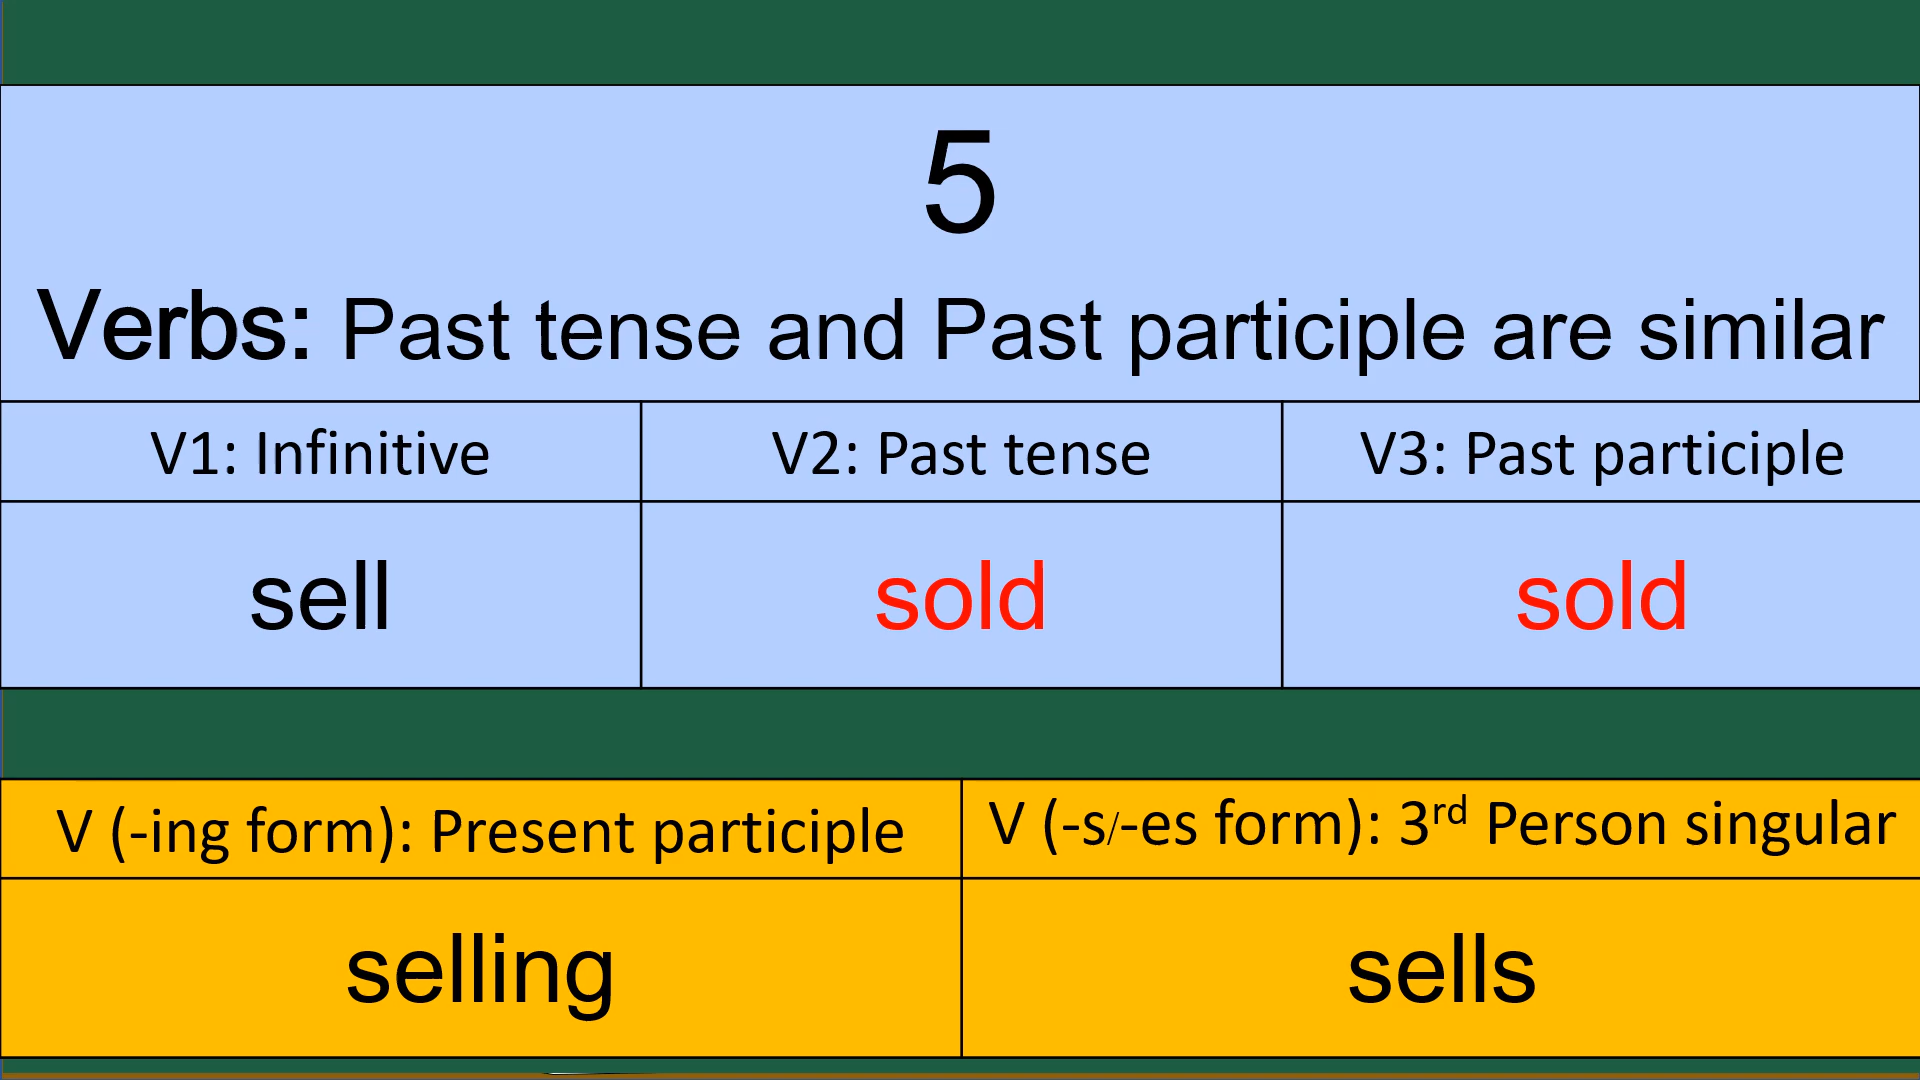 5
Verbs: Past tense and Past participle are similar
V1: Infinitive V2: Past tense V3: Past participle
sell sold sold
V (-ing form): Present participle V (-s/-es form): 3rd Person singular
selling sells